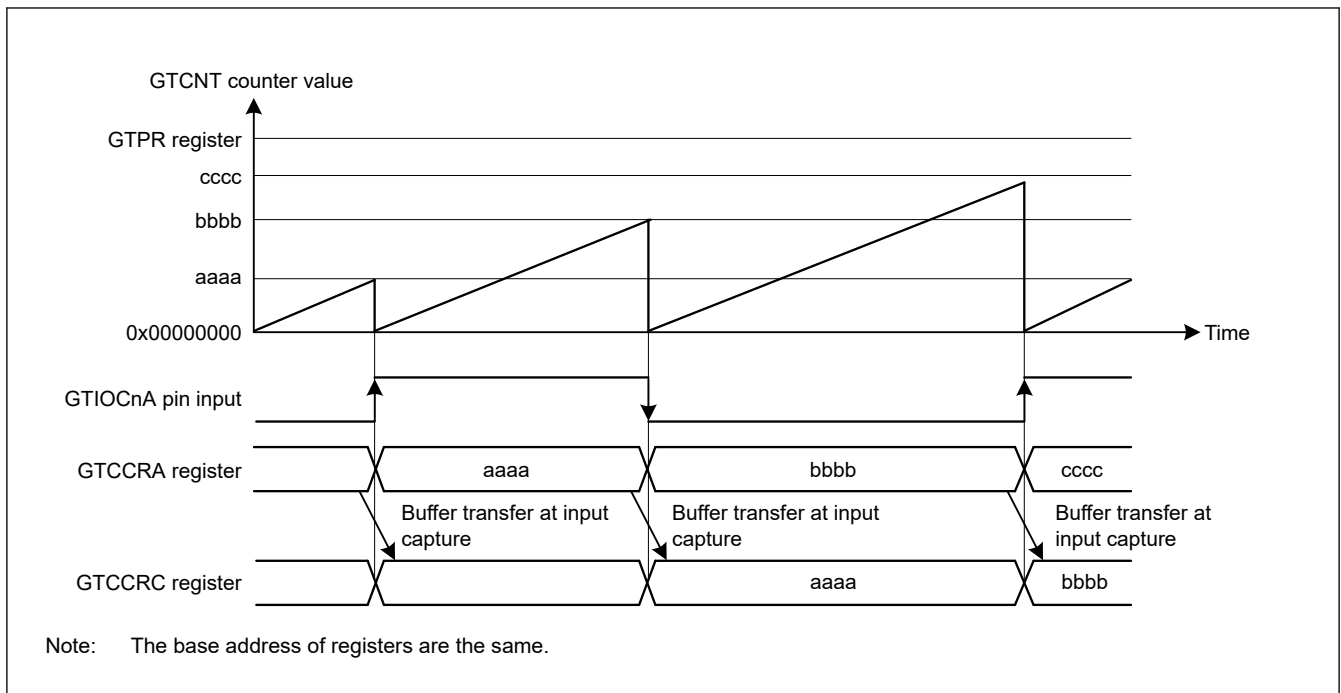 GTCNT counter value
GTPR register
cccc
bbbb
aaaa
0x00000000
Time
GTIOCnA pin input
GTCCRA register
aaaa
bbbb
cccc
Buffer transfer at input
capture
Buffer transfer at input
capture
Buffer transfer at
input capture
GTCCRC register
aaaa
bbbb
Note: The base address of registers are the same.